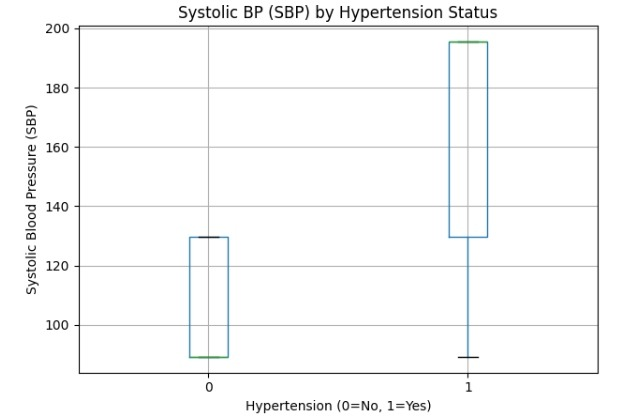 Systolic BP (SBP) by Hypertension Status
Systolic Blood Pressure (SBP)
200
180
160
140
120
100
0
1
Hypertension (0=No, 1=Yes)